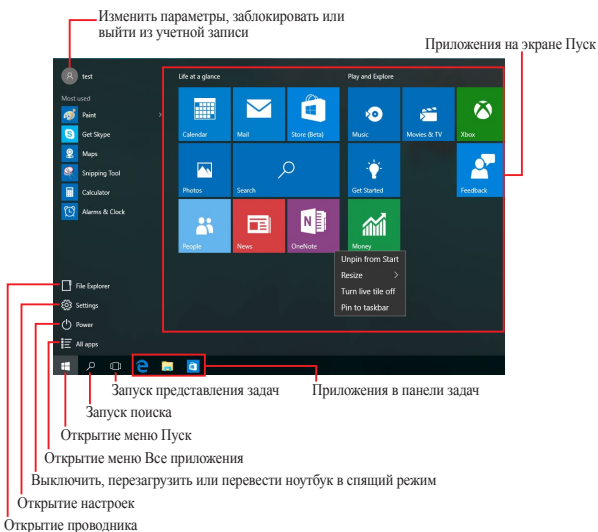 Изменить параметры, заблокировать или
выйти из учетной записи
Приложения на экране Пуск
test
Life at a glance
Play and Explore
Most used
Paint
Get Skype
Maps
Snipping Tool
Calculator
Alarms & Clock
Calendar
Mail
Store (Beta)
Music
Movies & TV
Xbox
Photos
Search
Get Started
Feedback
People
News
OneNote
Money
Unpin from Start
Resize
Turn live tile off
Pin to taskbar
File Explorer
Settings
Power
All apps
Запуск представления задач
Приложения в панели задач
Запуск поиска
Открытие меню Пуск
Открытие меню Все приложения
Выключить, перезагрузить или перевести ноутбук в спящий режим
Открытие настроек
Открытие проводника